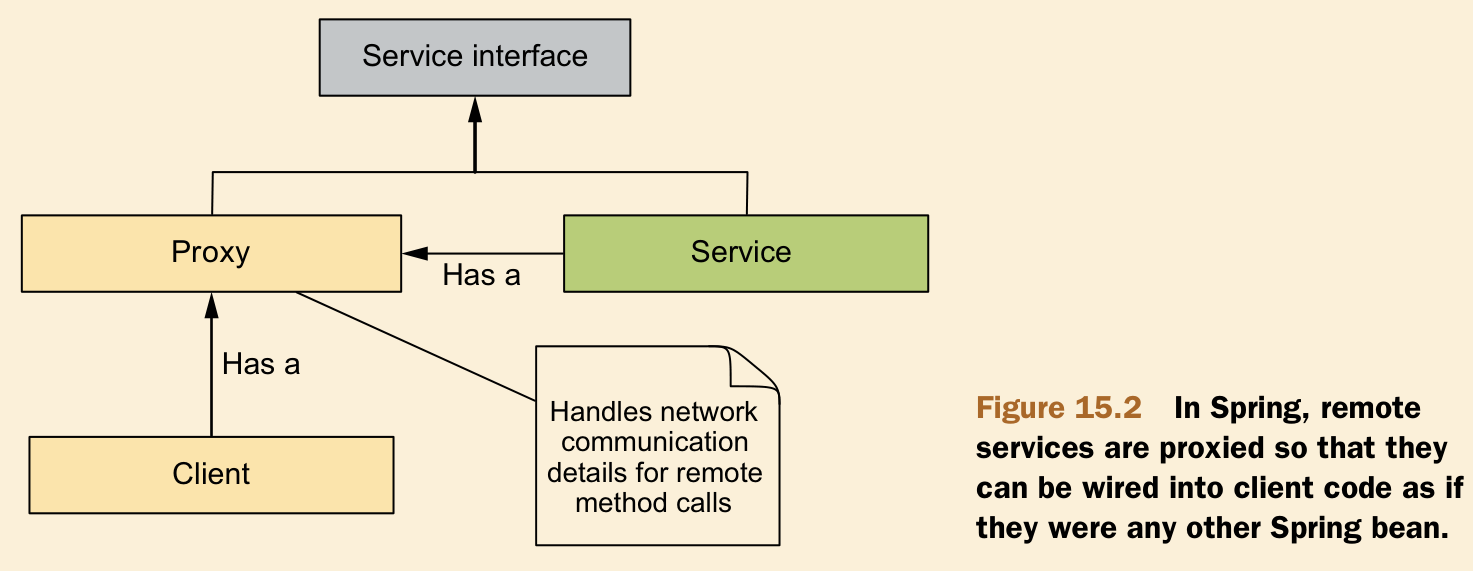 Service interface
Proxy
Service
Has a
Has a
Client
Handles network
communication
details for remote
method calls
Figure 15.2 In Spring, remote
services are proxied so that they
can be wired into client code as if
they were any other Spring bean.